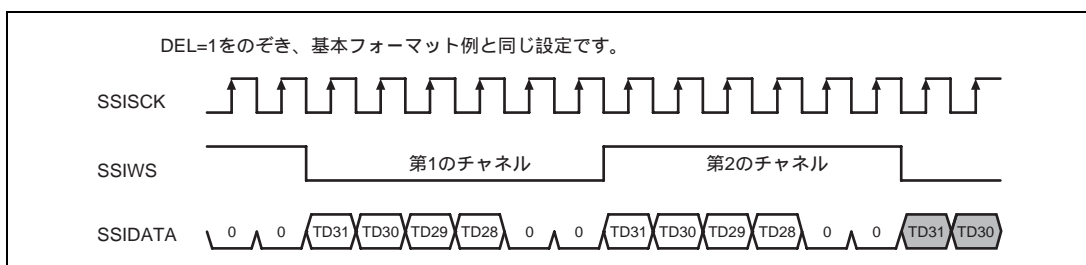 DEL=1をのぞき、基本フォーマット例と同じ設定です。
SSISCK
SSIWS 第1のチャネル 第2のチャネル
SSIDATA 0 0 TD31 TD30 TD29 TD28 0 0 TD31 TD30 TD29 TD28 0 0 TD31 TD30